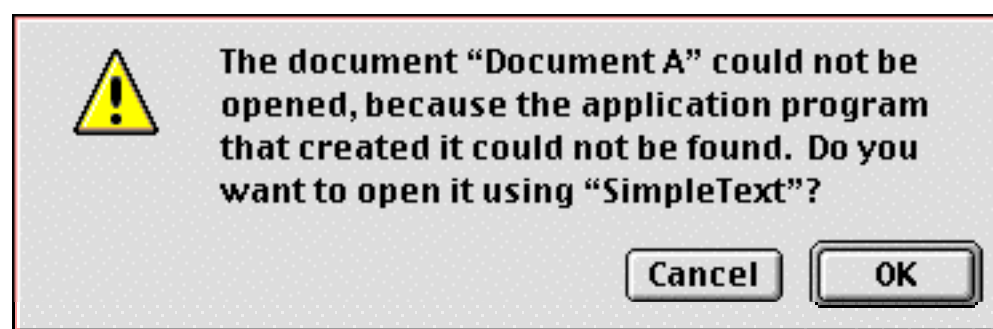 The document “Document A” could not be
opened, because the application program
that created it could not be found. Do you
want to open it using “SimpleText”?
Cancel OK